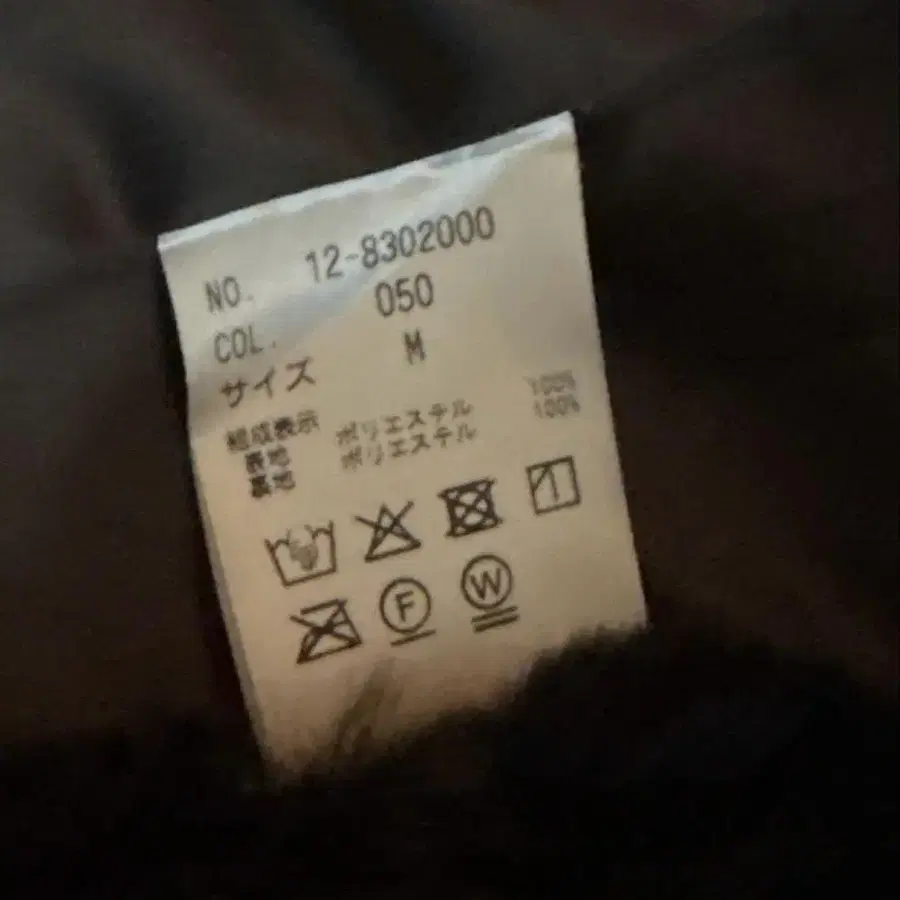 NO. 12-8302000
COL. 050
サイズ M
組成表示
表地 ポリエステル 100%
裏地 ポリエステル 100%
F W